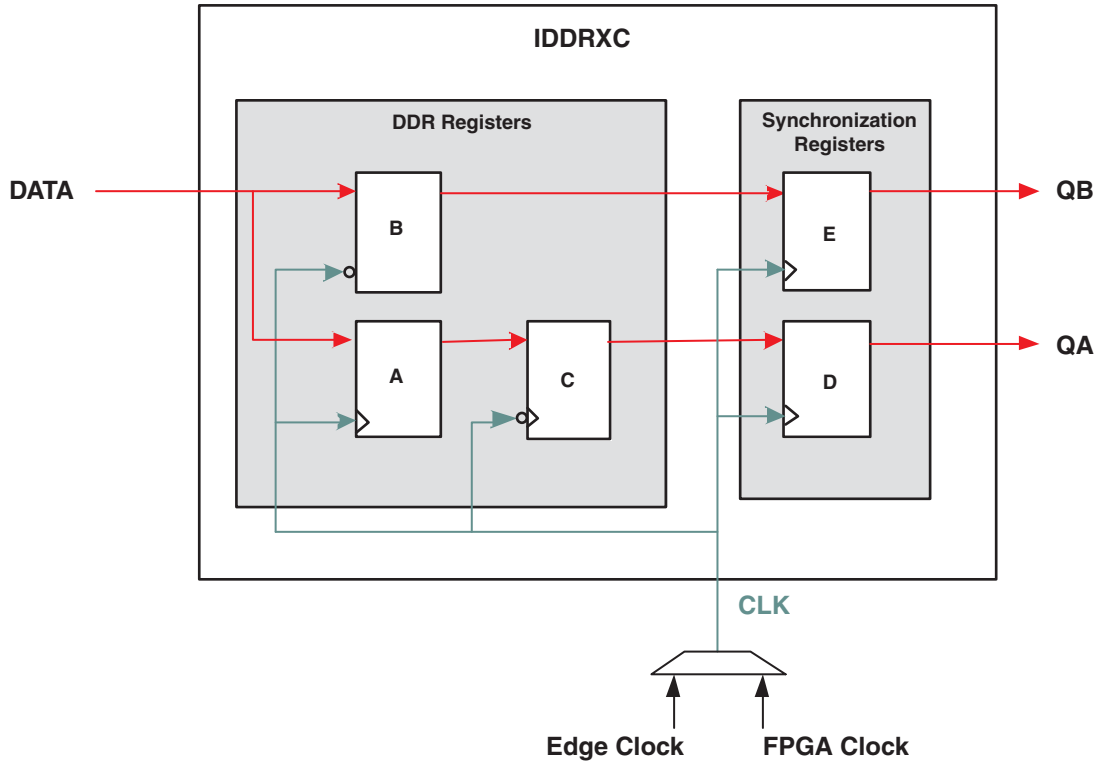 IDDRXC
DDR Registers
Synchronization
Registers
DATA
B
E
QB
A
C
D
QA
CLK
Edge Clock
FPGA Clock